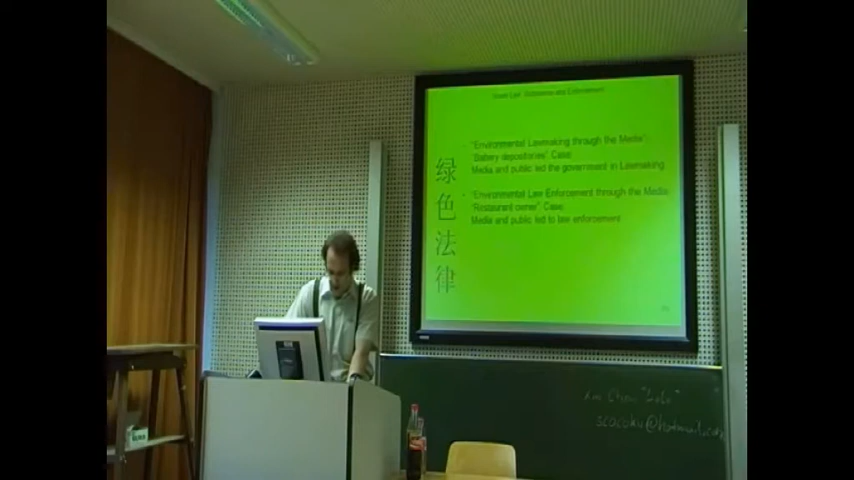 Green Law: Existence and Enforcement
"Environmental Lawmaking through the Media":
"Battery depositories" Case:
Media and public led the government in Lawmaking
"Environmental Law Enforcement through the Media
"Restaurant owner" Case:
Media and public led to law enforcement
绿
色
法
律